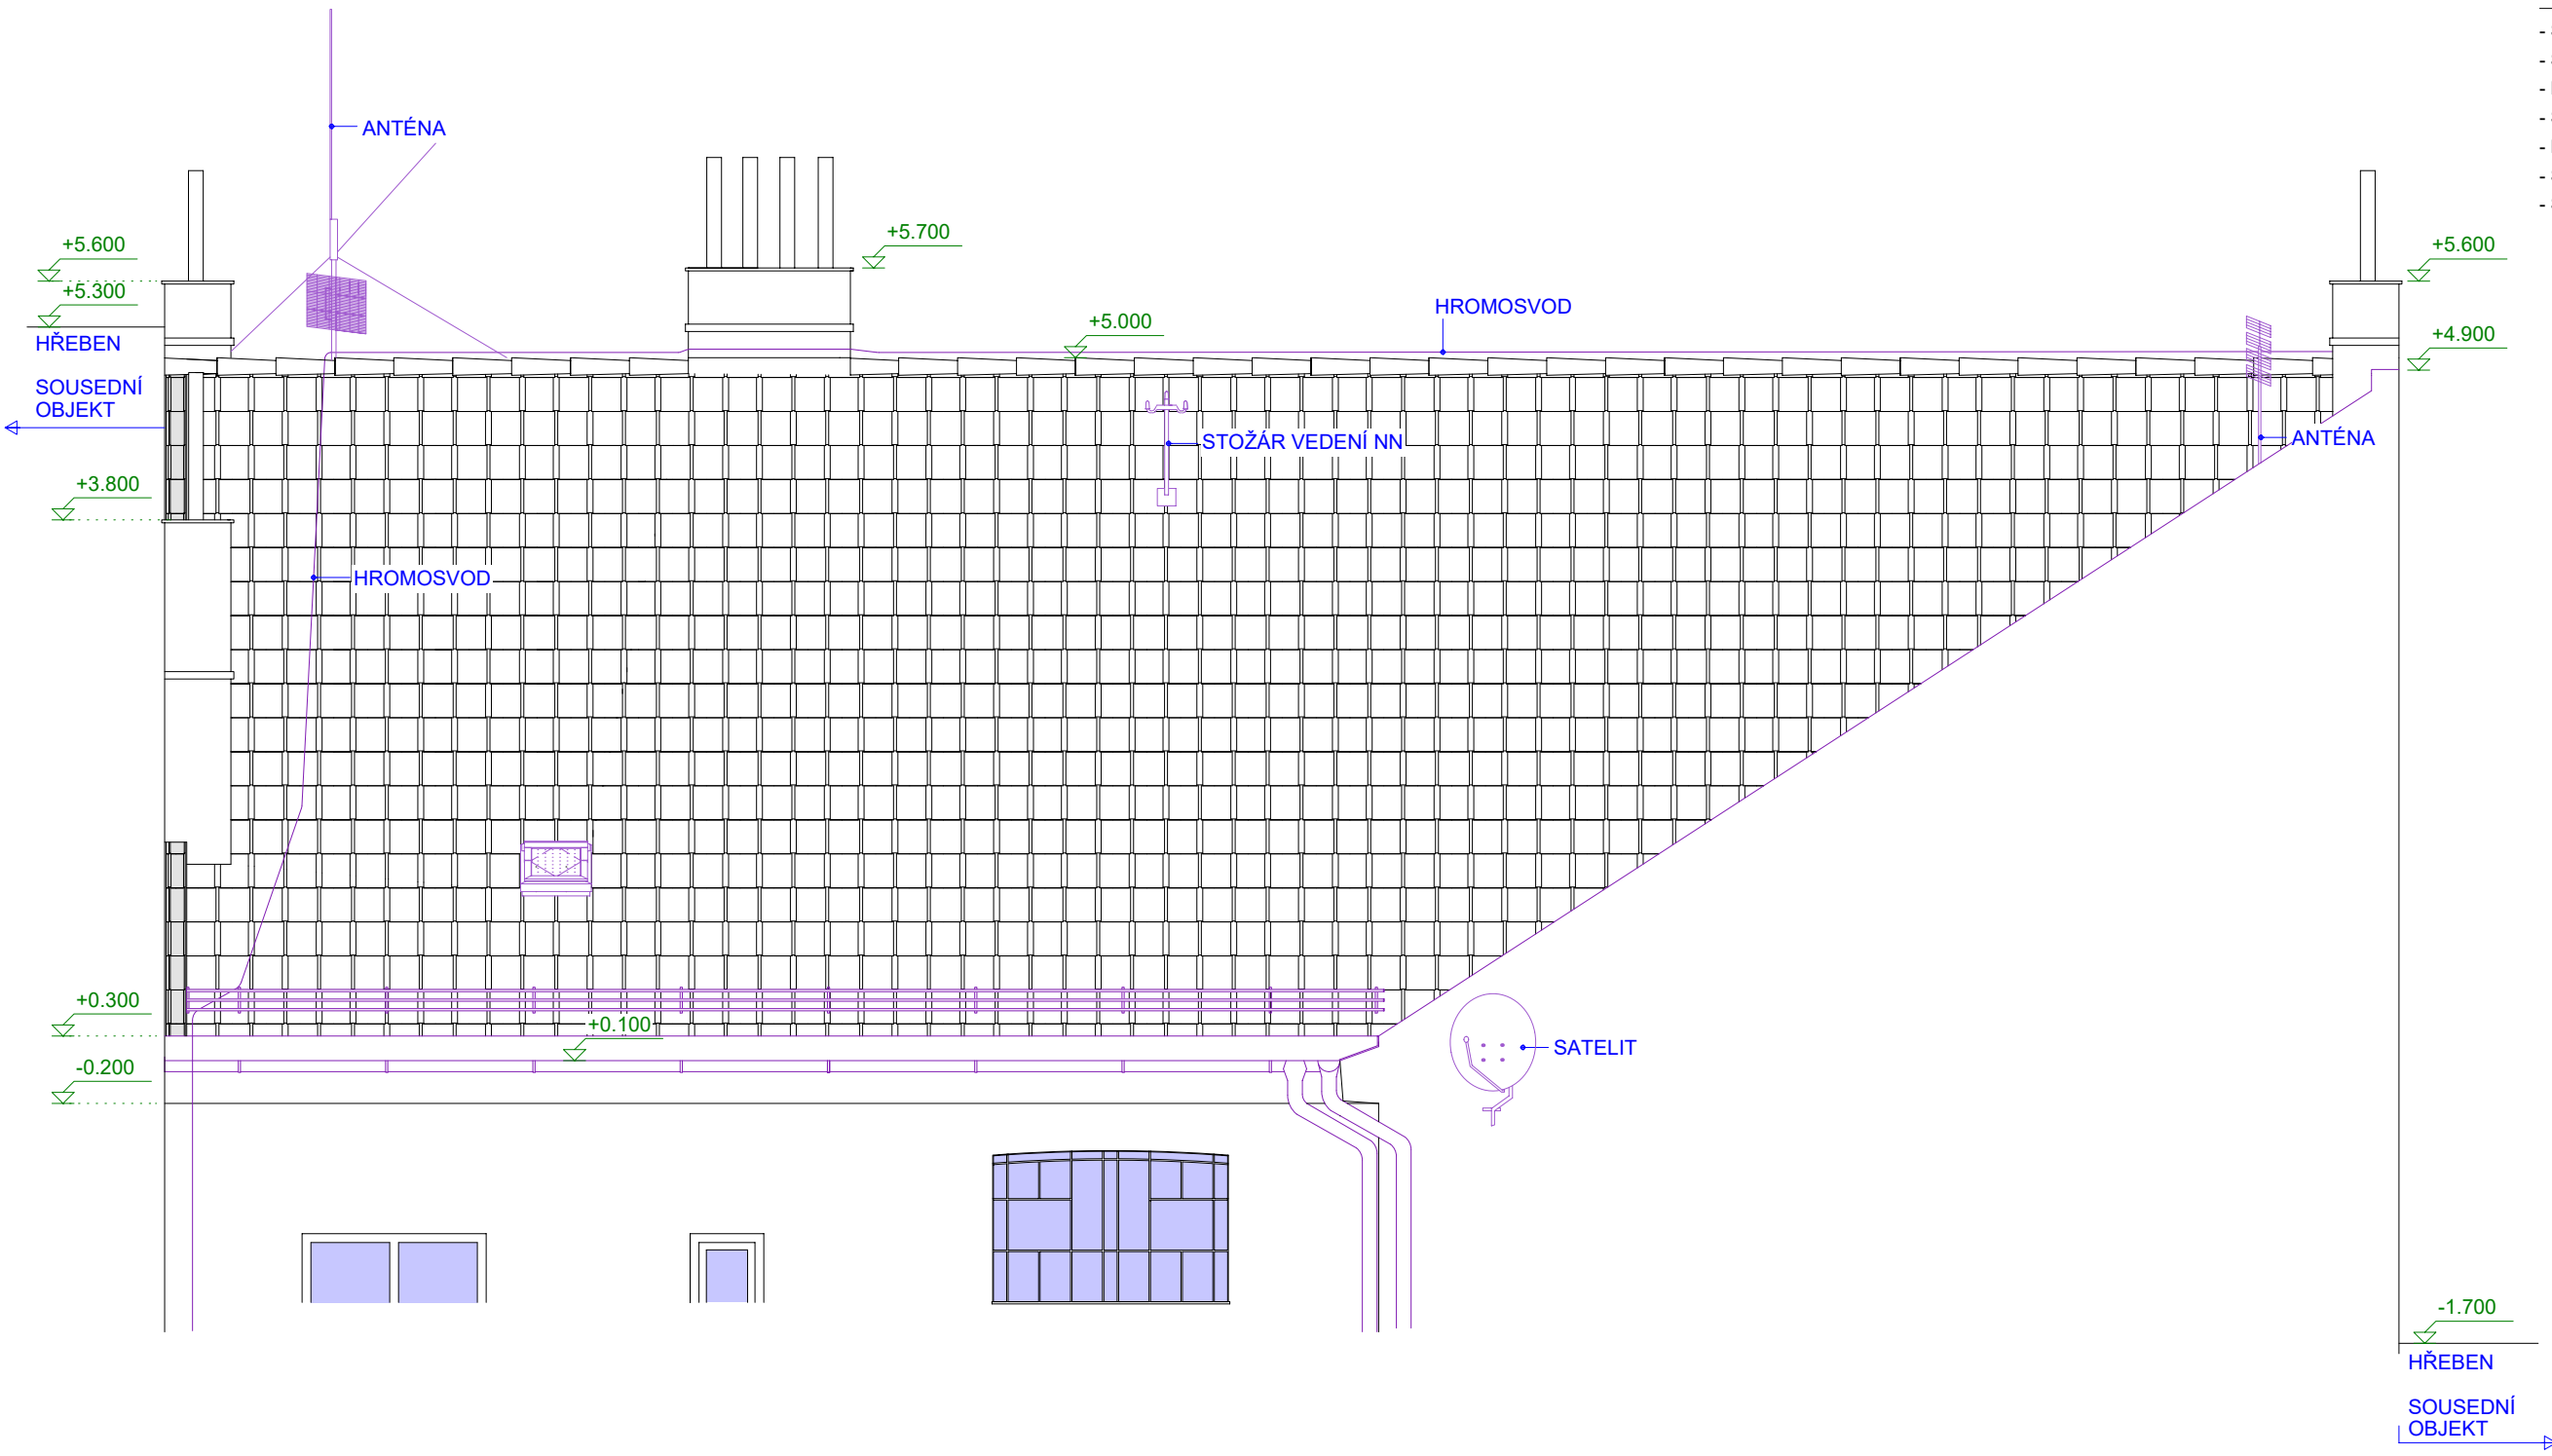 ANTÉNA
+5.600
+5.700
+5.600
+5.300
HROMOSVOD
+5.000
HŘEBEN
+4.900
SOUSEDNÍ
OBJEKT
STOŽÁR VEDENÍ NN
ANTÉNA
+3.800
HROMOSVOD
+0.300
+0.100
SATELIT
-0.200
-1.700
HŘEBEN
SOUSEDNÍ
OBJEKT